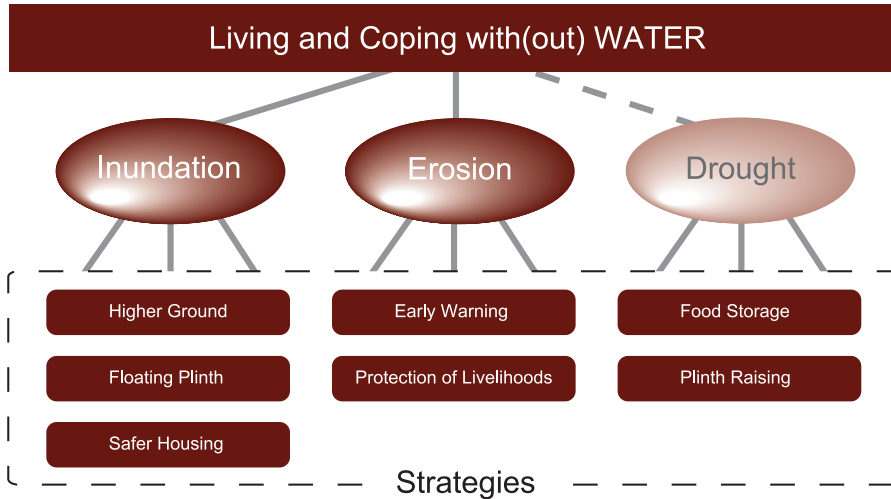 Living and Coping with(out) WATER
Inundation
Erosion
Drought
Higher Ground
Early Warning
Food Storage
Floating Plinth
Protection of Livelihoods
Plinth Raising
Safer Housing
Strategies